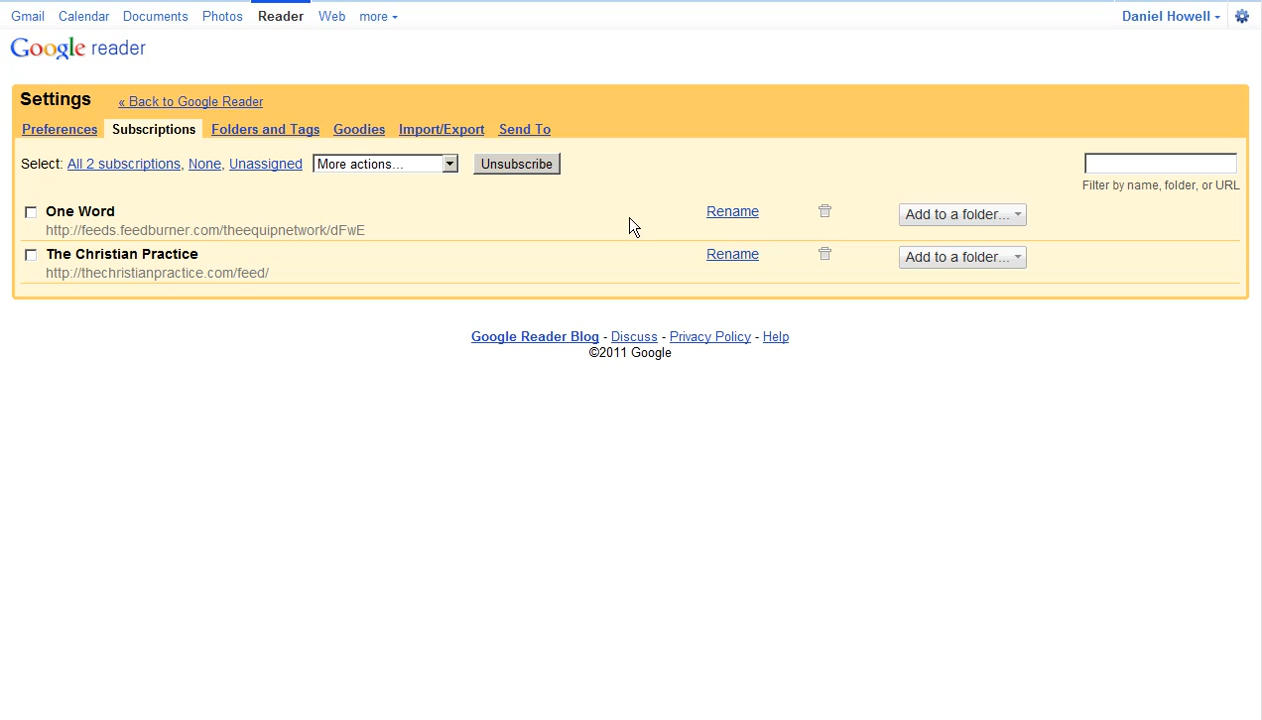 Gmail Calendar Documents Photos Reader Web more Daniel Howell
Google reader
Settings « Back to Google Reader
Preferences Subscriptions Folders and Tags Goodies Import/Export Send To
Select: All 2 subscriptions, None, Unassigned More actions... Unsubscribe
Filter by name, folder, or URL
One Word Rename Add to a folder...
http://feeds.feedburner.com/theequipnetwork/dFwE
The Christian Practice Rename Add to a folder...
http://thechristianpractice.com/feed/
Google Reader Blog - Discuss - Privacy Policy - Help
©2011 Google